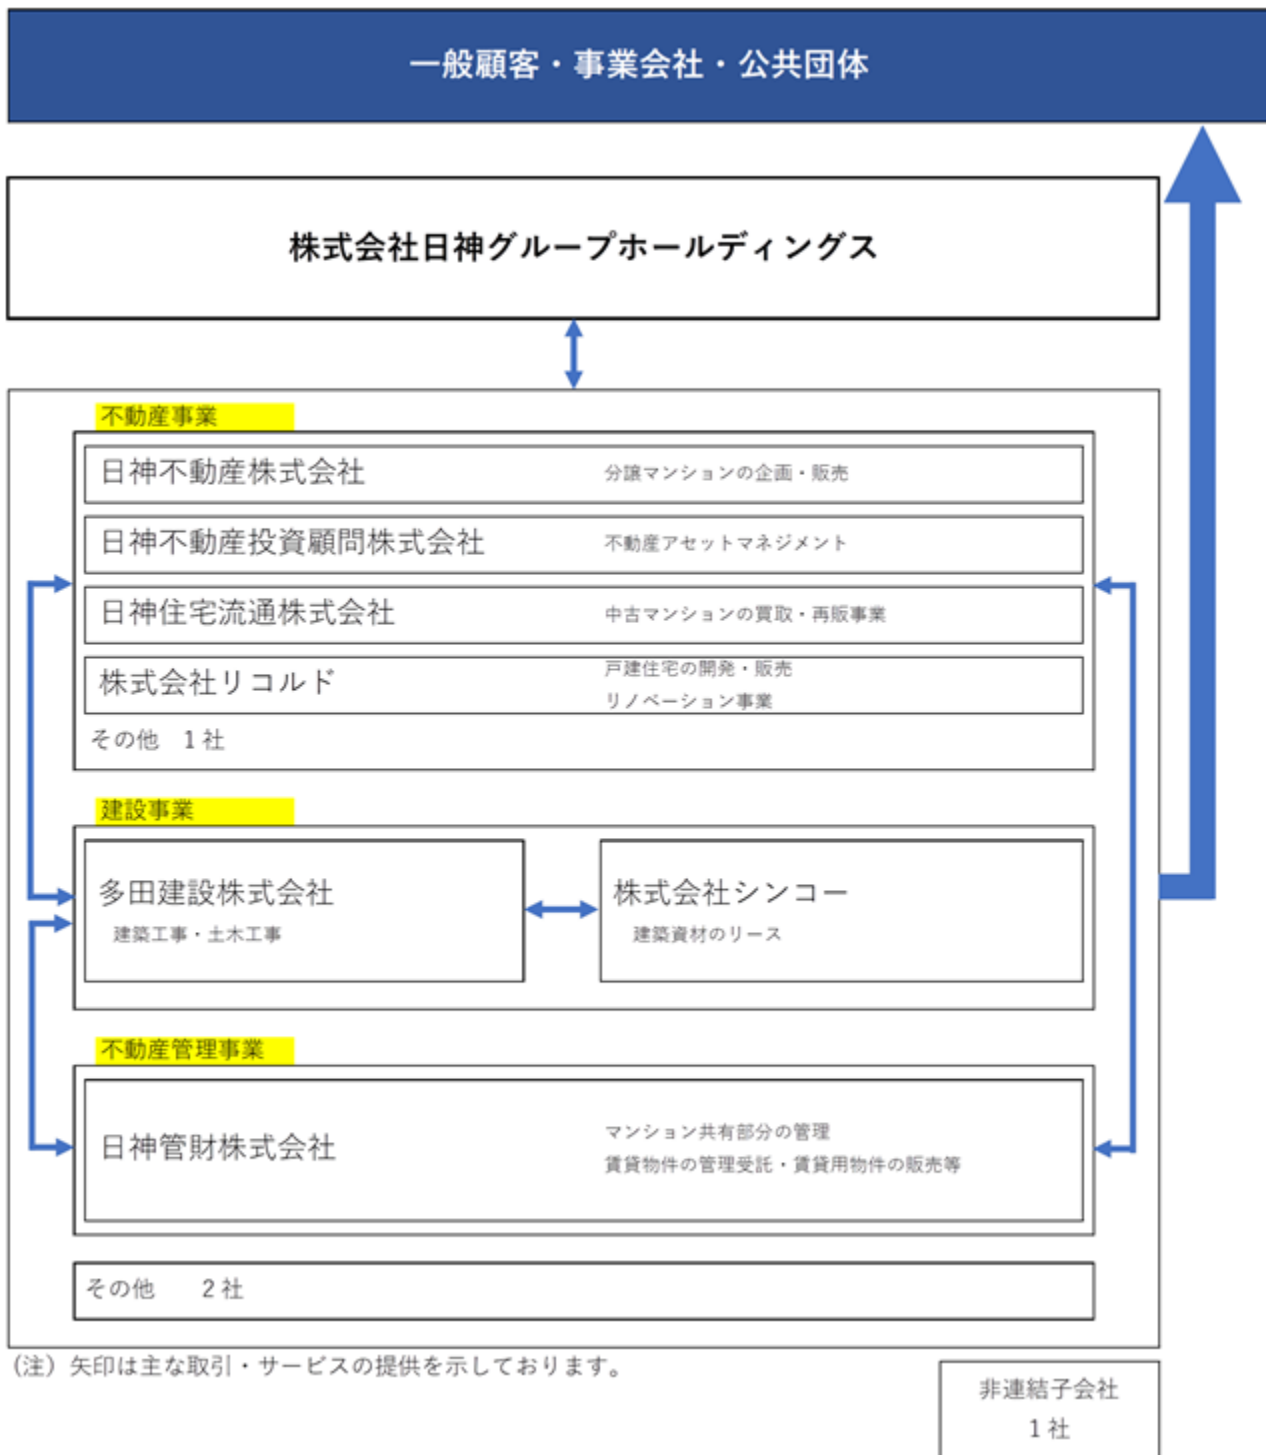 一般顧客・事業会社・公共団体
株式会社日神グループホールディングス
不動産事業
日神不動産株式会社 分譲マンションの企画・販売
日神不動産投資顧問株式会社 不動産アセットマネジメント
日神住宅流通株式会社 中古マンションの買取・再販事業
株式会社リコルド 戸建住宅の開発・販売
リノベーション事業
その他 1社
建設事業
多田建設株式会社
建築工事・土木工事
株式会社シンコー
建築資材のリース
不動産管理事業
日神管財株式会社 マンション共有部分の管理
賃貸物件の管理受託・賃貸用物件の販売等
その他 2社
(注)矢印は主な取引・サービスの提供を示しております。
非連結子会社
1社